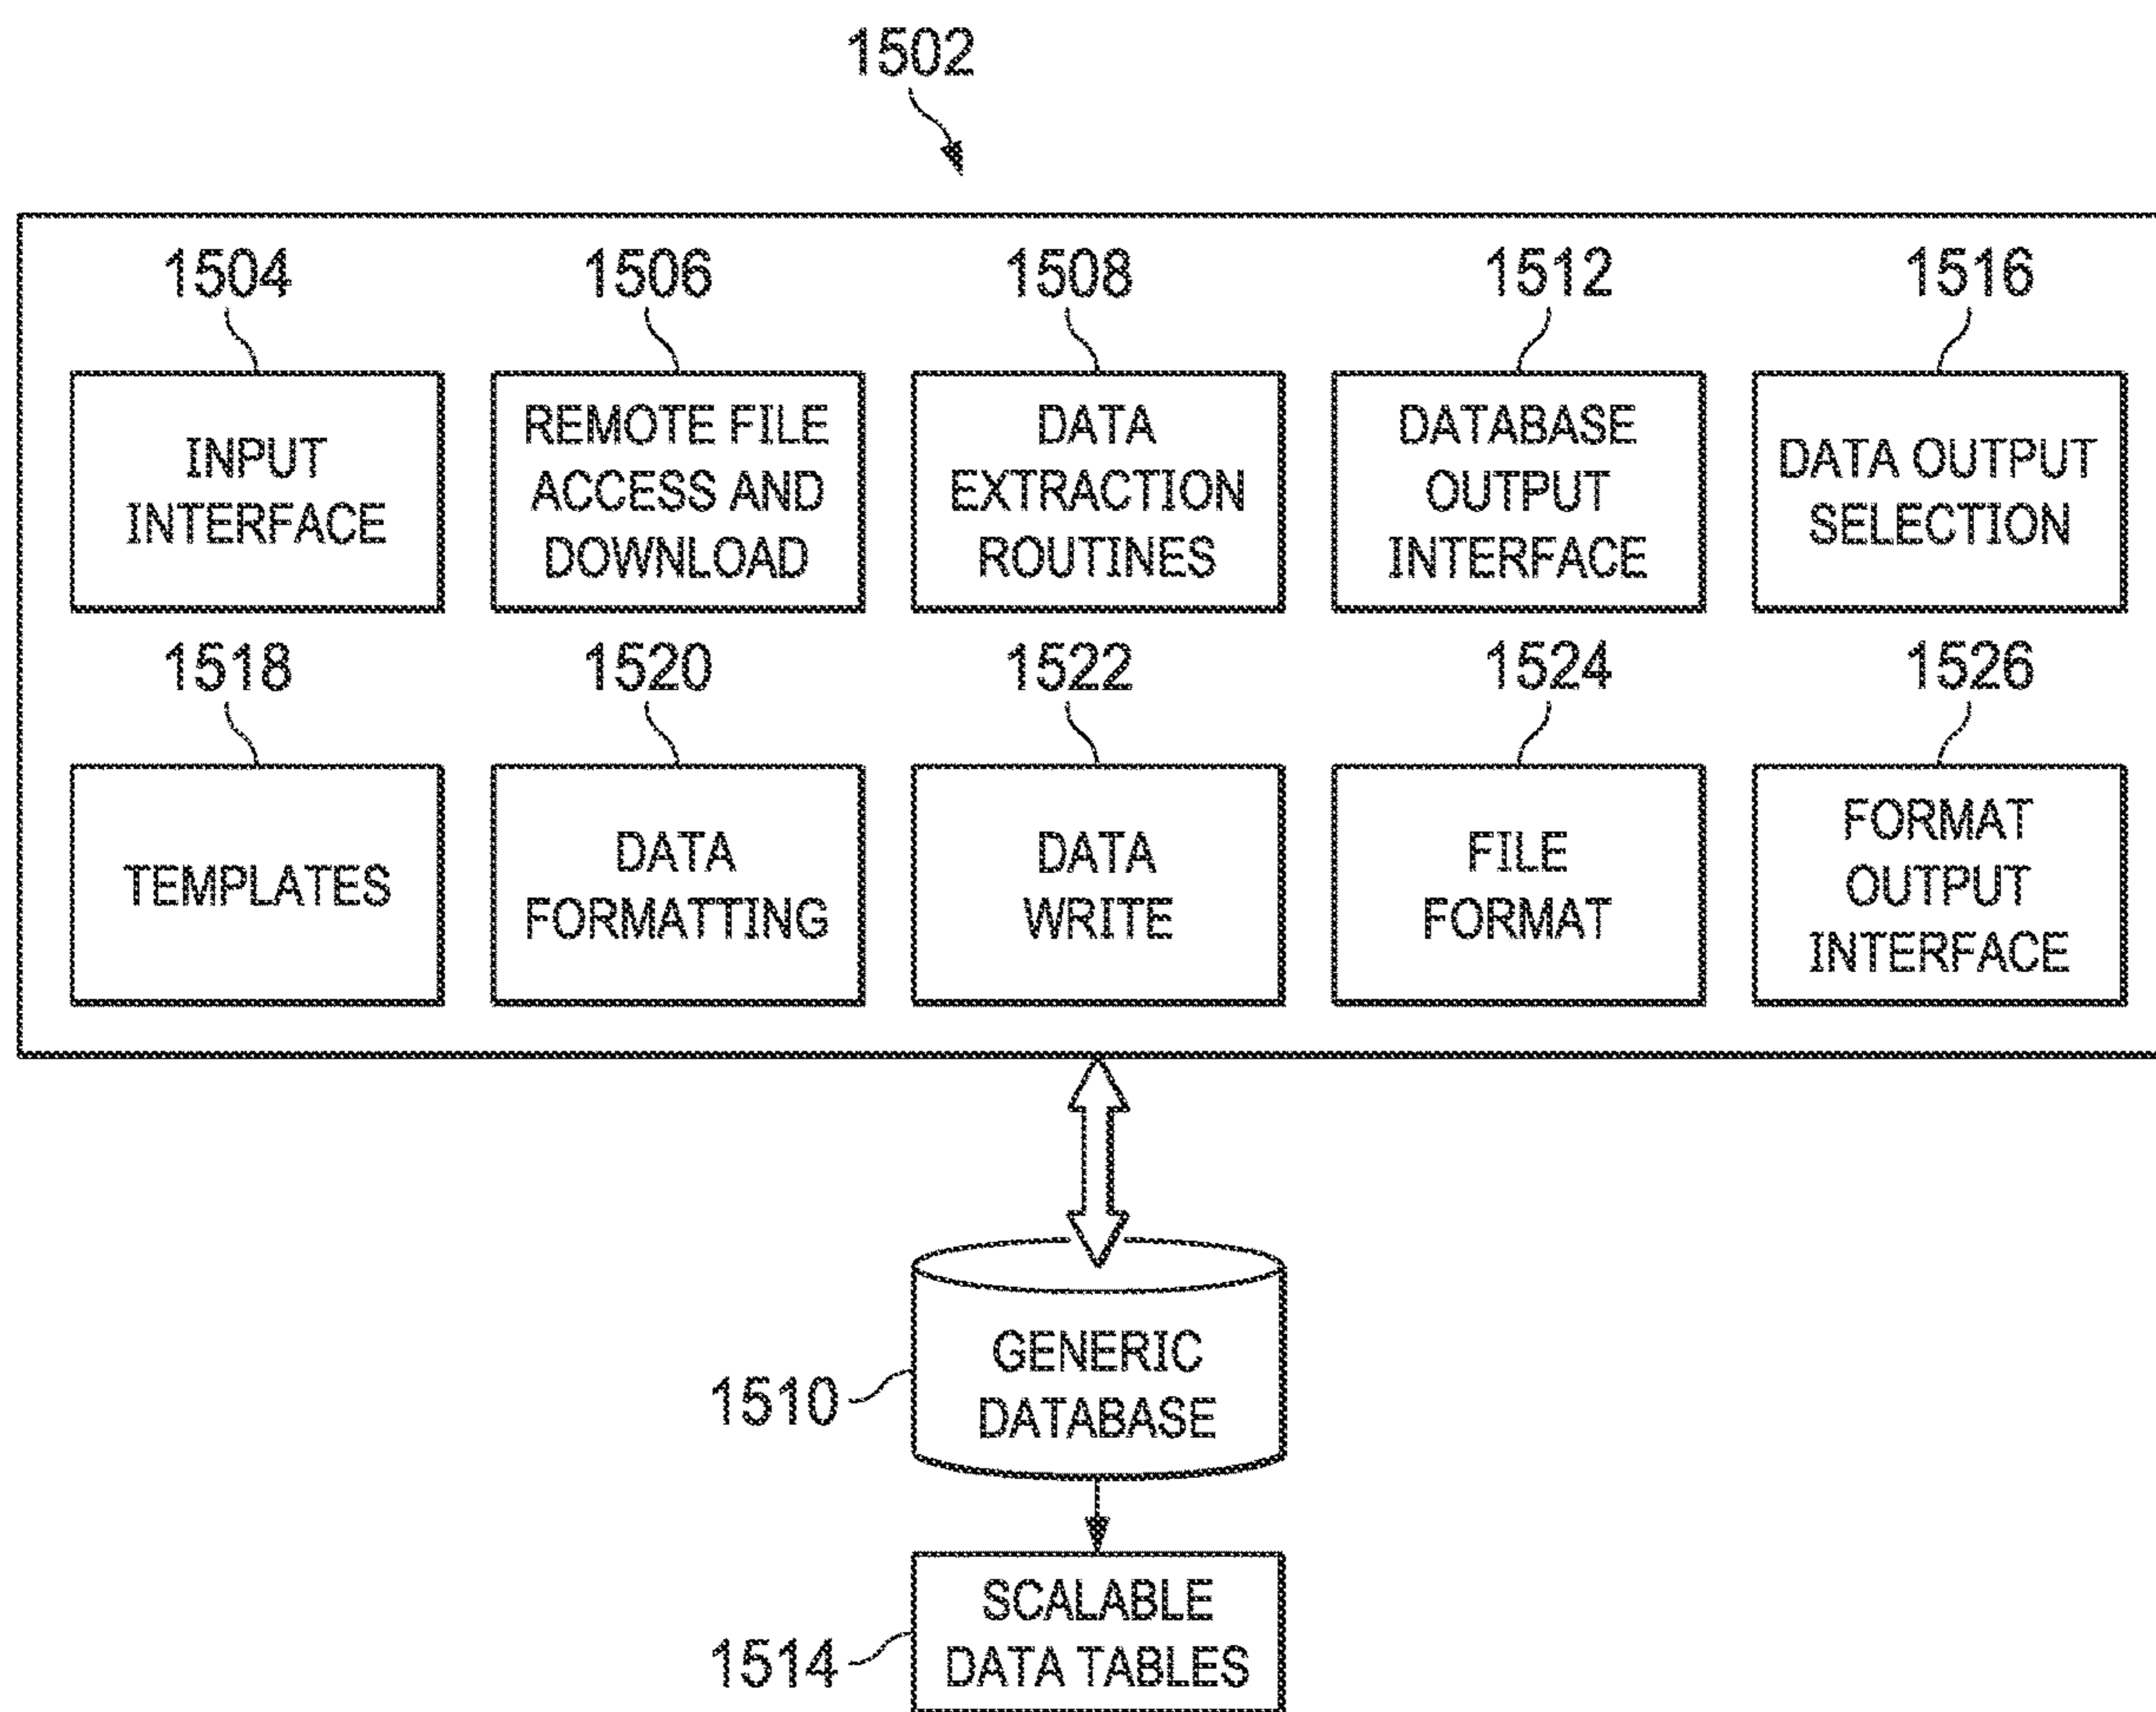 1502
1504
1506
1508
1512
1516
INPUT
INTERFACE
REMOTE FILE
ACCESS AND
DOWNLOAD
DATA
EXTRACTION
ROUTINES
DATABASE
OUTPUT
INTERFACE
DATA OUTPUT
SELECTION
1518
1520
1522
1524
1526
TEMPLATES
DATA
FORMATTING
DATA
WRITE
FILE
FORMAT
FORMAT
OUTPUT
INTERFACE
1510
GENERIC
DATABASE
1514
SCALABLE
DATA TABLES